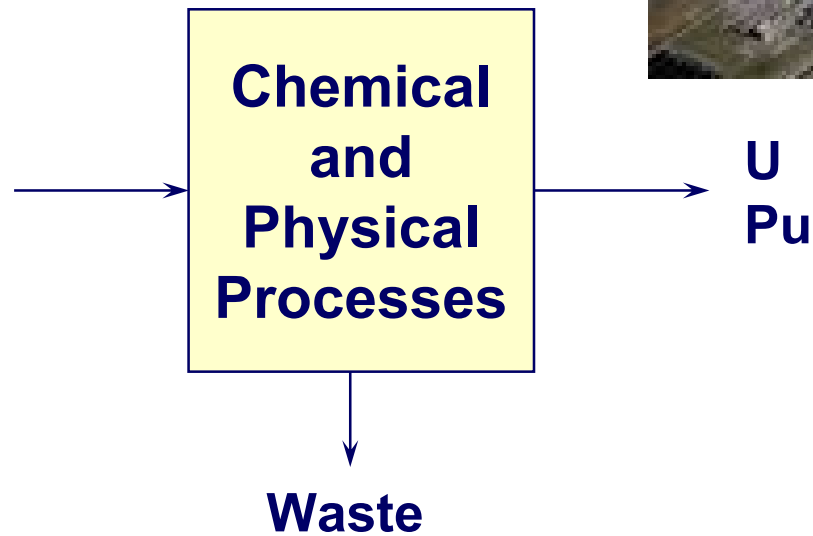 Chemical
and
Physical
Processes
U
Pu
Waste